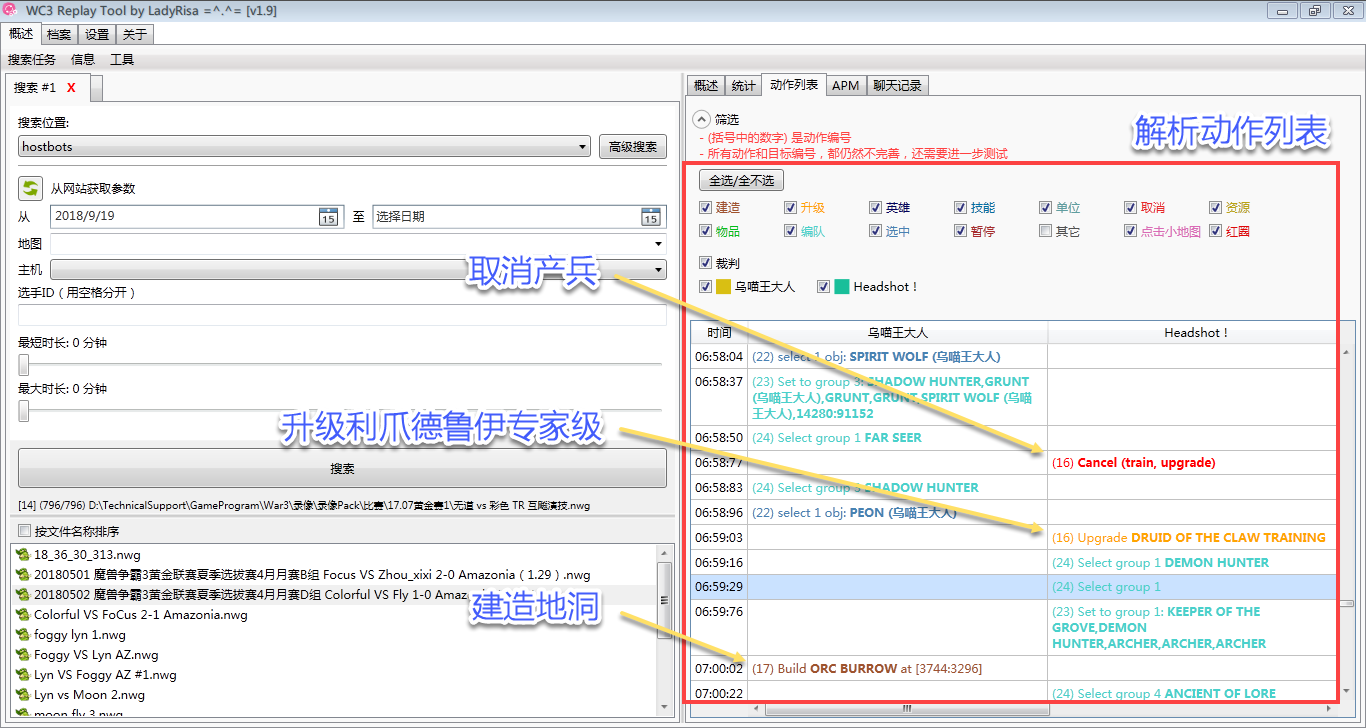 WC3 Replay Tool by LadyRisa =^.^= [v1.9]
概述 档案 设置 关于
搜索任务 信息 工具
搜索 #1 X
搜索位置:
hostbots 高级搜索
从网站获取参数
从 2018/9/19 15 至 选择日期 15
地图
主机
选手ID（用空格分开）
最短时长: 0 分钟
最大时长: 0 分钟
搜索
[14] (796/796) D:\TechnicalSupport\GameProgram\War3\录像\录像Pack\比赛\17.07黄金赛1\无道 vs 彩色 TR 互飚演技.nwg
按文件名称排序
18_36_30_313.nwg
20180501 魔兽争霸3黄金联赛夏季选拔赛4月月赛B组 Focus VS Zhou_xixi 2-0 Amazonia（1.29）.nwg
20180502 魔兽争霸3黄金联赛夏季选拔赛4月月赛D组 Colorful VS Fly 1-0 Amaz
Colorful VS FoCus 2-1 Amazonia.nwg
foggy lyn 1.nwg
Foggy VS Lyn AZ.nwg
Lyn VS Foggy AZ #1.nwg
Lyn vs Moon 2.nwg
moon fly 3.nwg
取消产兵
升级利爪德鲁伊专家级
建造地洞
概述 统计 动作列表 APM 聊天记录
筛选
- (括号中的数字) 是动作编号
- 所有动作和目标编号，都仍然不完善，还需要进一步测试
解析动作列表
全选/全不选
建造 升级 英雄 技能 单位 取消 资源
物品 编队 选中 暂停 其它 点击小地图 红圈
裁判
乌喵王大人 Headshot！
时间 乌喵王大人 Headshot！
06:58:04 (22) select 1 obj: SPIRIT WOLF (乌喵王大人)
06:58:37 (23) Set to group 3: SHADOW HUNTER,GRUNT
(乌喵王大人),GRUNT,GRUNT,SPIRIT WOLF (乌喵
王大人),14280:91152
06:58:50 (24) Select group 1 FAR SEER
06:58:77 (16) Cancel (train, upgrade)
06:58:83 (24) Select group 3 SHADOW HUNTER
06:58:96 (22) select 1 obj: PEON (乌喵王大人)
06:59:03 (16) Upgrade DRUID OF THE CLAW TRAINING
06:59:16 (24) Select group 1 DEMON HUNTER
06:59:29 (24) Select group 1
06:59:76 (23) Set to group 1: KEEPER OF THE
GROVE,DEMON
HUNTER,ARCHER,ARCHER,ARCHER
07:00:02 (17) Build ORC BURROW at [3744:3296]
07:00:22 (24) Select group 4 ANCIENT OF LORE